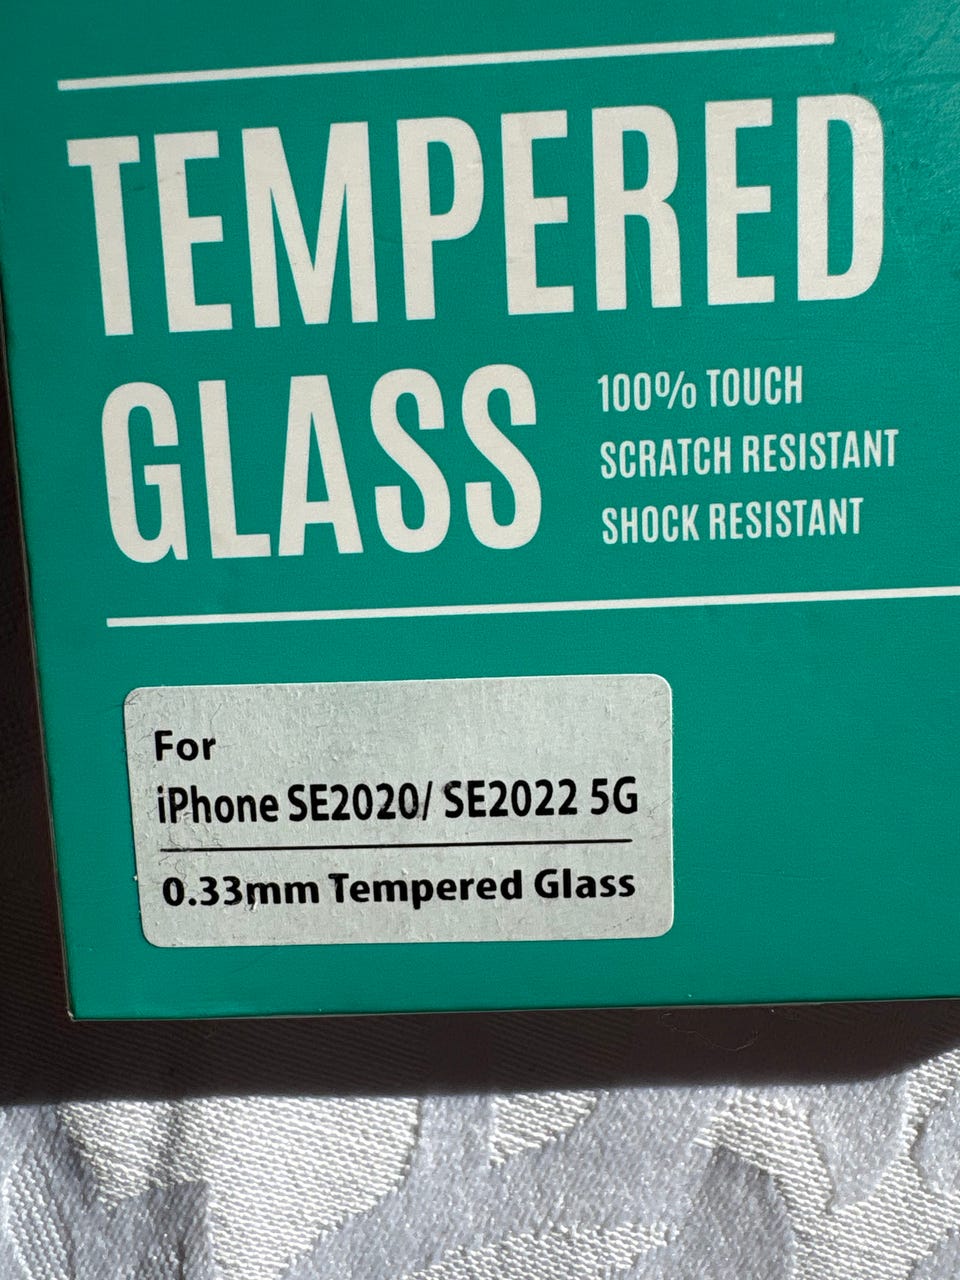 TEMPERED
GLASS
100% TOUCH
SCRATCH RESISTANT
SHOCK RESISTANT
For
iPhone SE2020/ SE2022 5G
0.33mm Tempered Glass